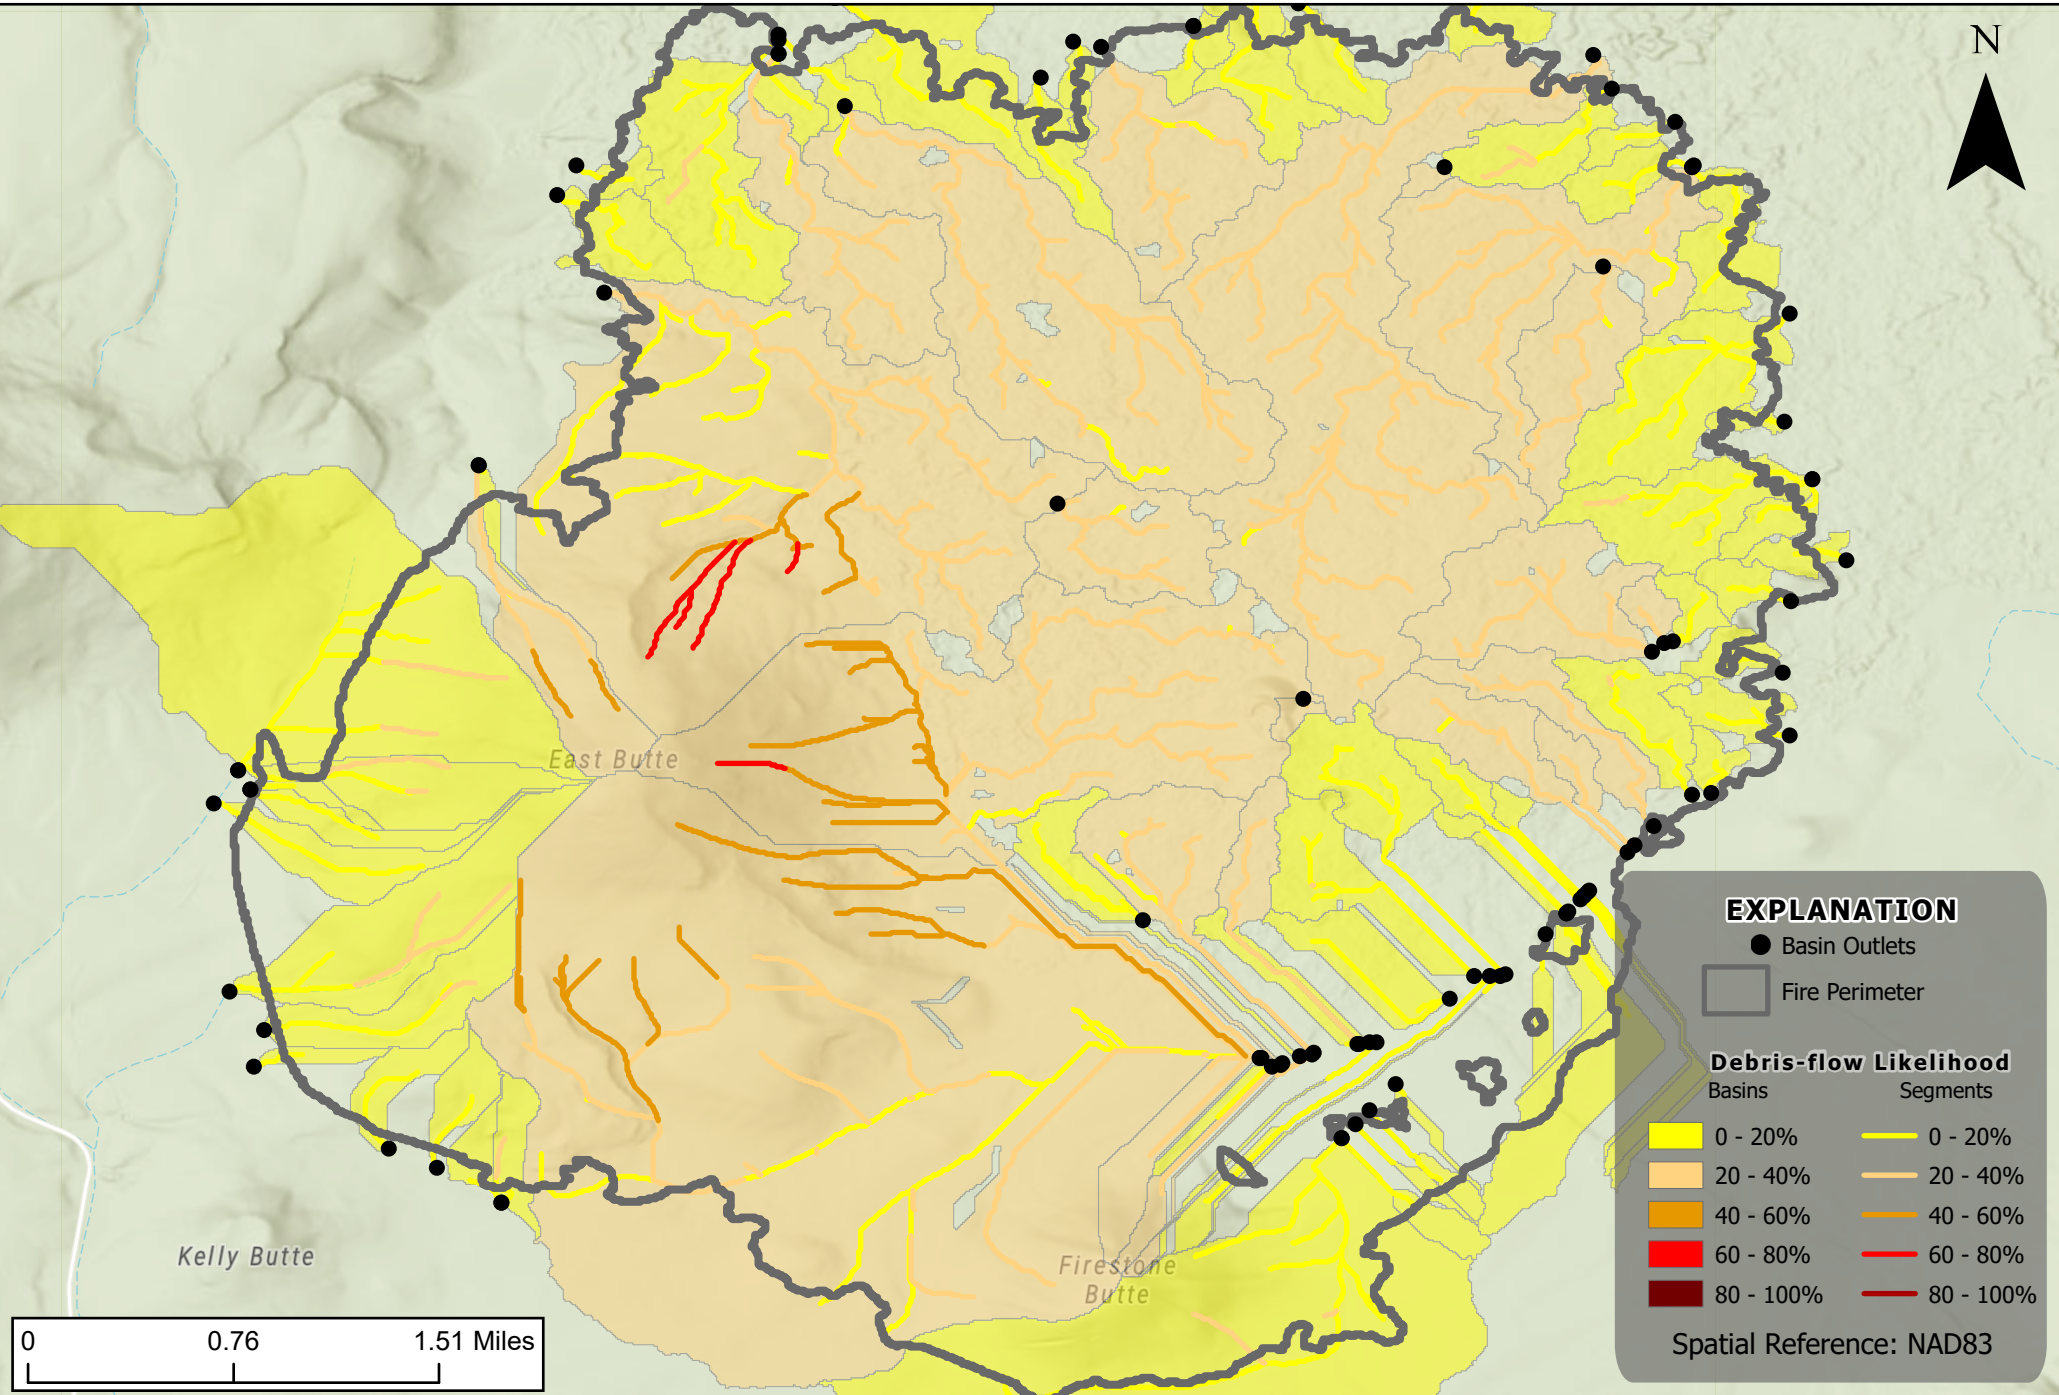 N
East Butte
Kelly Butte
Firestone
Butte
0 0.76 1.51 Miles
EXPLANATION
Basin Outlets
Fire Perimeter
Debris-flow Likelihood
Basins Segments
0 - 20% 0 - 20%
20 - 40% 20 - 40%
40 - 60% 40 - 60%
60 - 80% 60 - 80%
80 - 100% 80 - 100%
Spatial Reference: NAD83